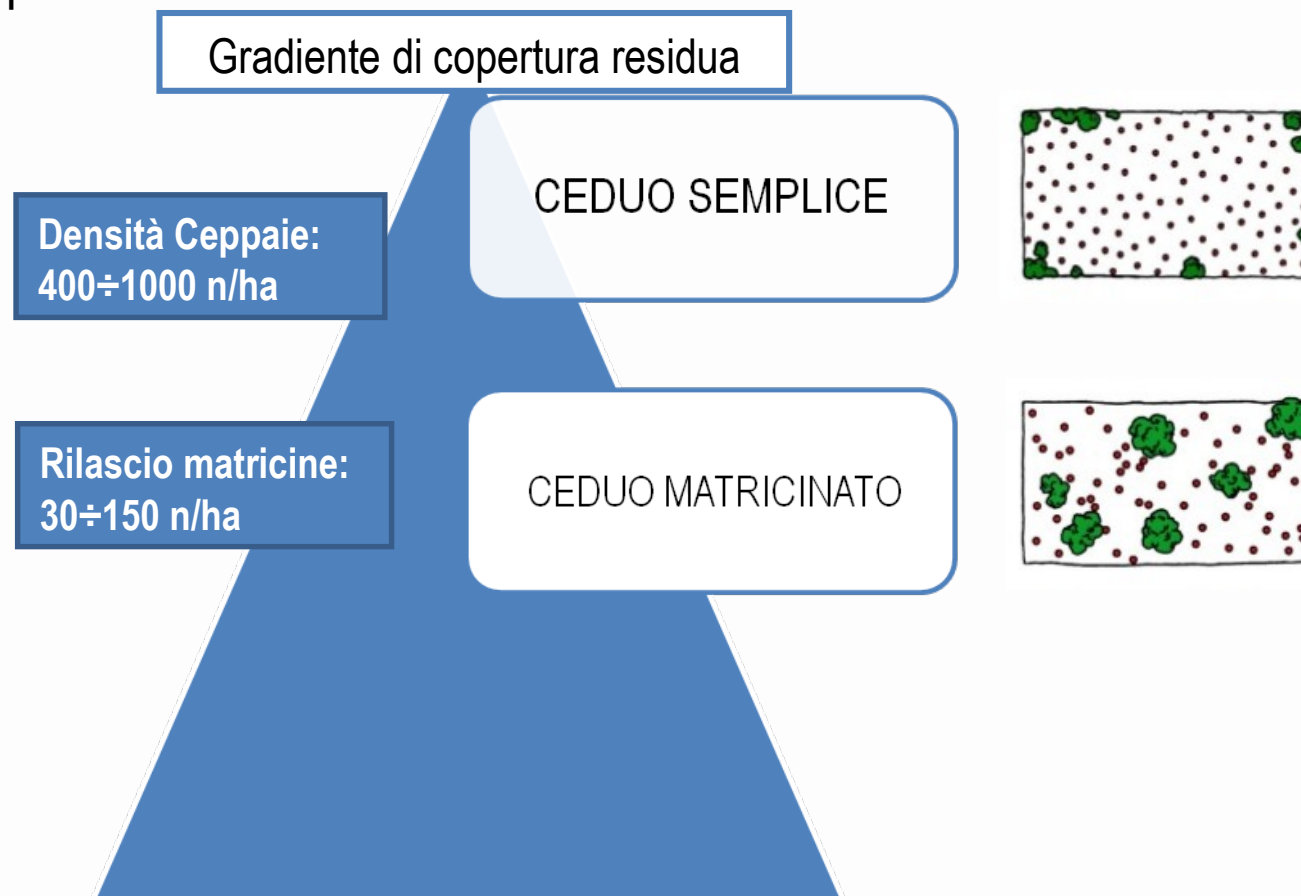 Gradiente di copertura residua
CEDUO SEMPLICE
Densità Ceppaie:
400÷1000 n/ha
Rilascio matricine:
30÷150 n/ha
CEDUO MATRICINATO